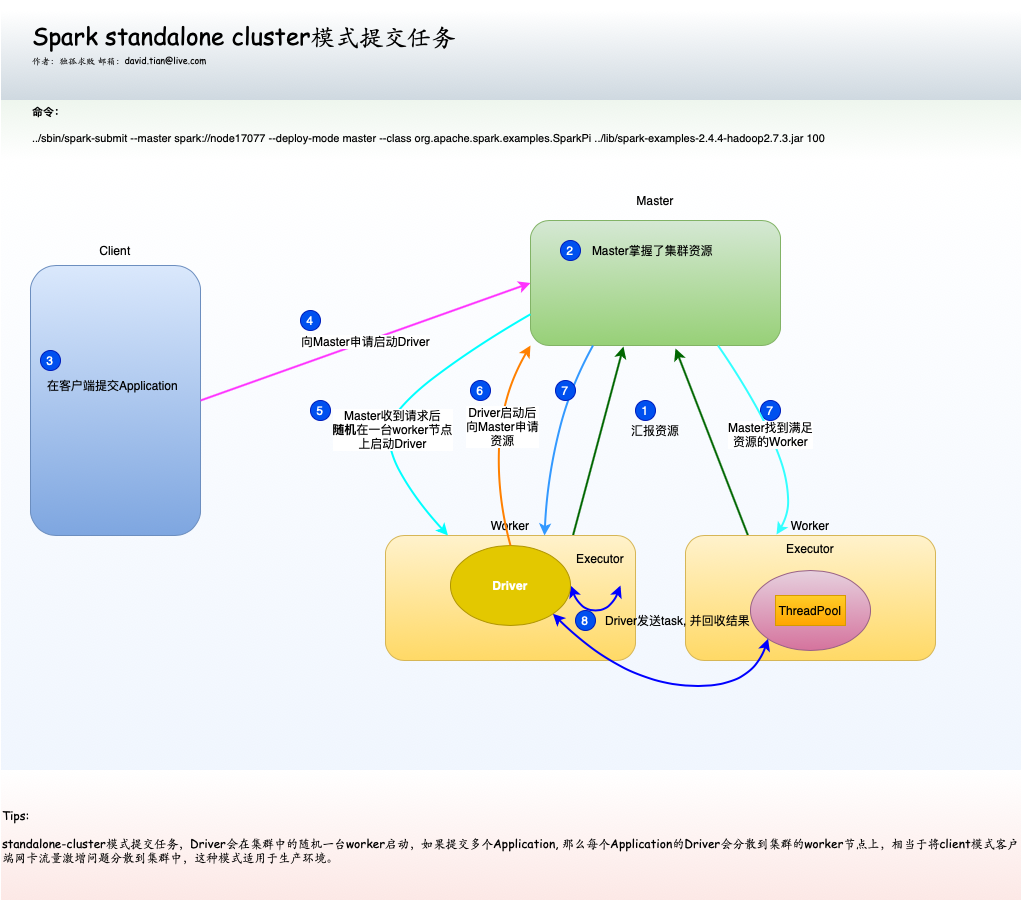 Spark standalone cluster模式提交任务
作者：独孤求败 邮箱：david.tian@live.com
命令：
../sbin/spark-submit --master spark://node17077 --deploy-mode master --class org.apache.spark.examples.SparkPi ../lib/spark-examples-2.4.4-hadoop2.7.3.jar 100
Master
2 Master掌握了集群资源
Client
3
在客户端提交Application
4
向Master申请启动Driver
5
Master收到请求后
随机在一台worker节点
上启动Driver
6
Driver启动后
向Master申请
资源
7
1
汇报资源
7
Master找到满足
资源的Worker
Worker
Executor
Driver
8 Driver发送task, 并回收结果
Worker
Executor
ThreadPool
Tips:
standalone-cluster模式提交任务，Driver会在集群中的随机一台worker启动，如果提交多个Application, 那么每个Application的Driver会分散到集群的worker节点上，相当于将client模式客户
端网卡流量激增问题分散到集群中，这种模式适用于生产环境。